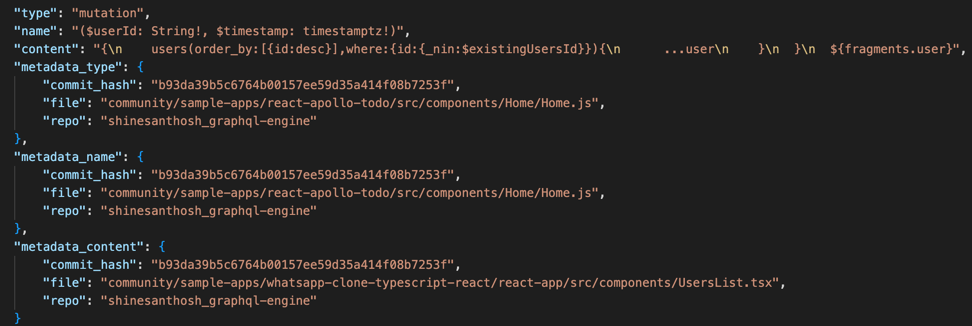 "type": "mutation",
"name": "($userId: String!, $timestamp: timestamptz!)",
"content": "{\n    users(order_by:[{id:desc}],where:{id:{_nin:$existingUsersId}}){\n      ...user\n    }\n  }\n  ${fragments.user}",
"metadata_type": {
    "commit_hash": "b93da39b5c6764b00157ee59d35a414f08b7253f",
    "file": "community/sample-apps/react-apollo-todo/src/components/Home/Home.js",
    "repo": "shinesanthosh_graphql-engine"
},
"metadata_name": {
    "commit_hash": "b93da39b5c6764b00157ee59d35a414f08b7253f",
    "file": "community/sample-apps/react-apollo-todo/src/components/Home/Home.js",
    "repo": "shinesanthosh_graphql-engine"
},
"metadata_content": {
    "commit_hash": "b93da39b5c6764b00157ee59d35a414f08b7253f",
    "file": "community/sample-apps/whatsapp-clone-typescript-react/react-app/src/components/UsersList.tsx",
    "repo": "shinesanthosh_graphql-engine"
}